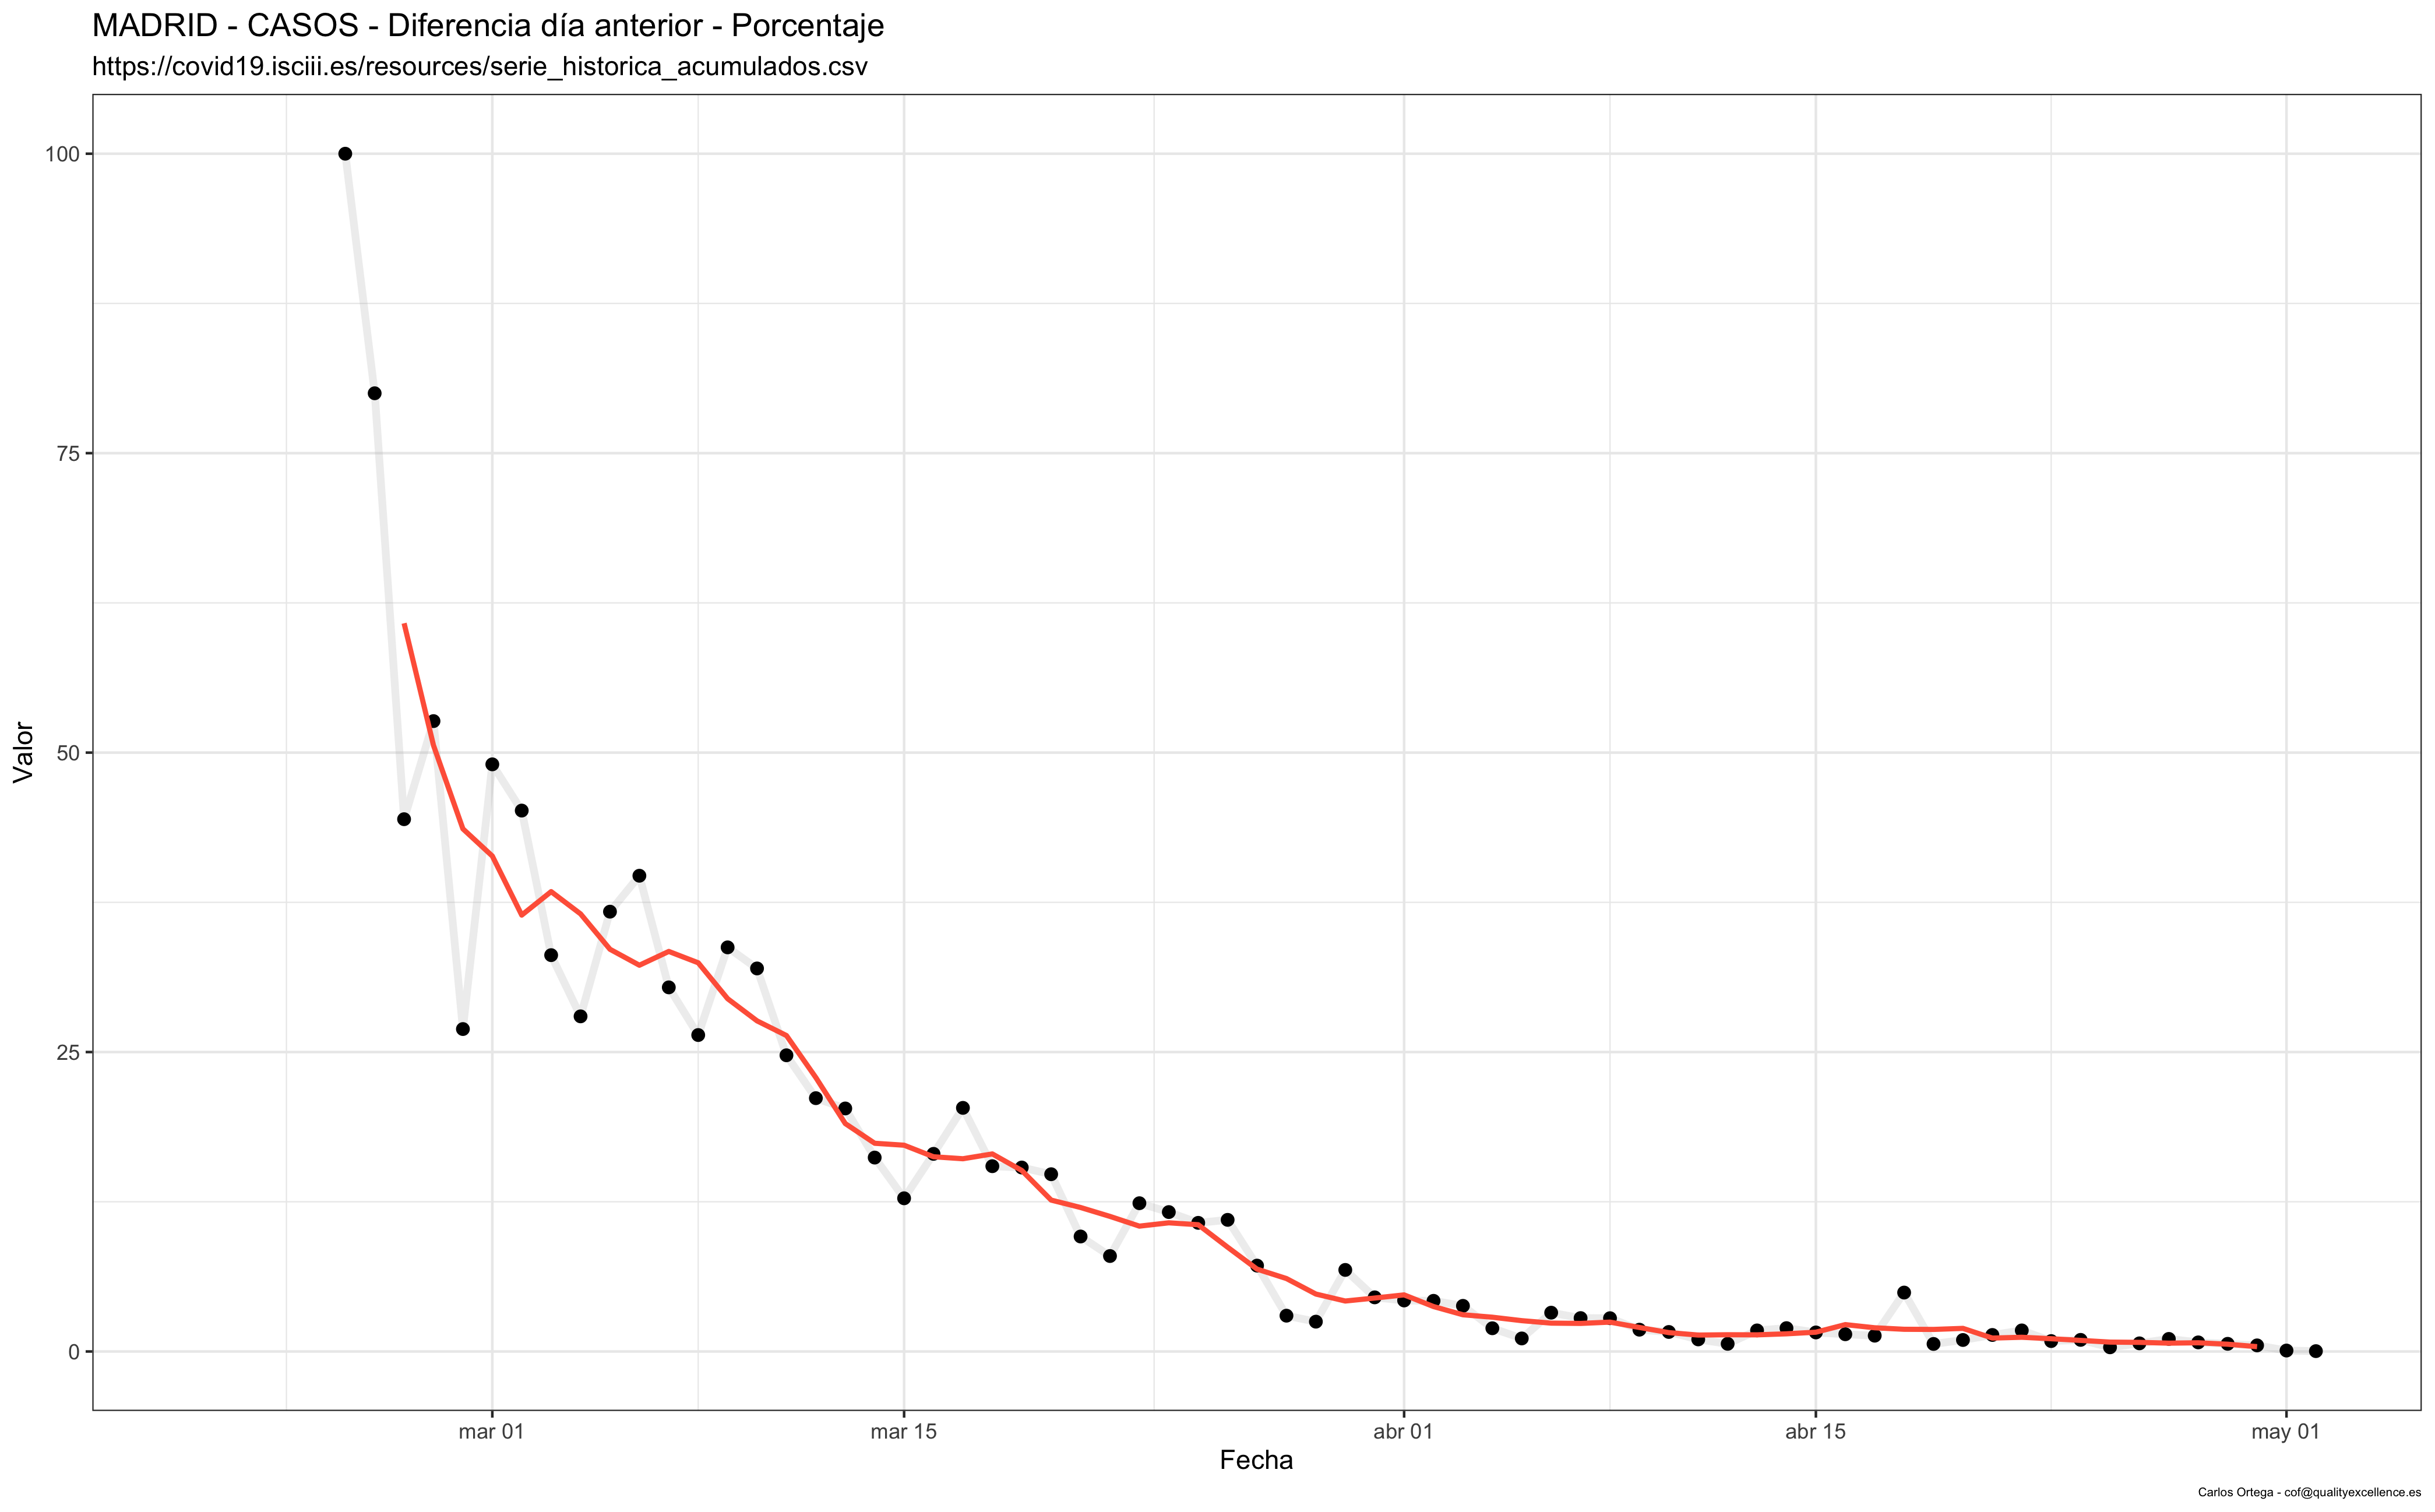 MADRID - CASOS - Diferencia día anterior - Porcentaje
https://covid19.isciii.es/resources/serie_historica_acumulados.csv
100
75
50
25
0
Valor
mar 01
mar 15
abr 01
abr 15
may 01
Fecha
Carlos Ortega - cof@qualityexcellence.es